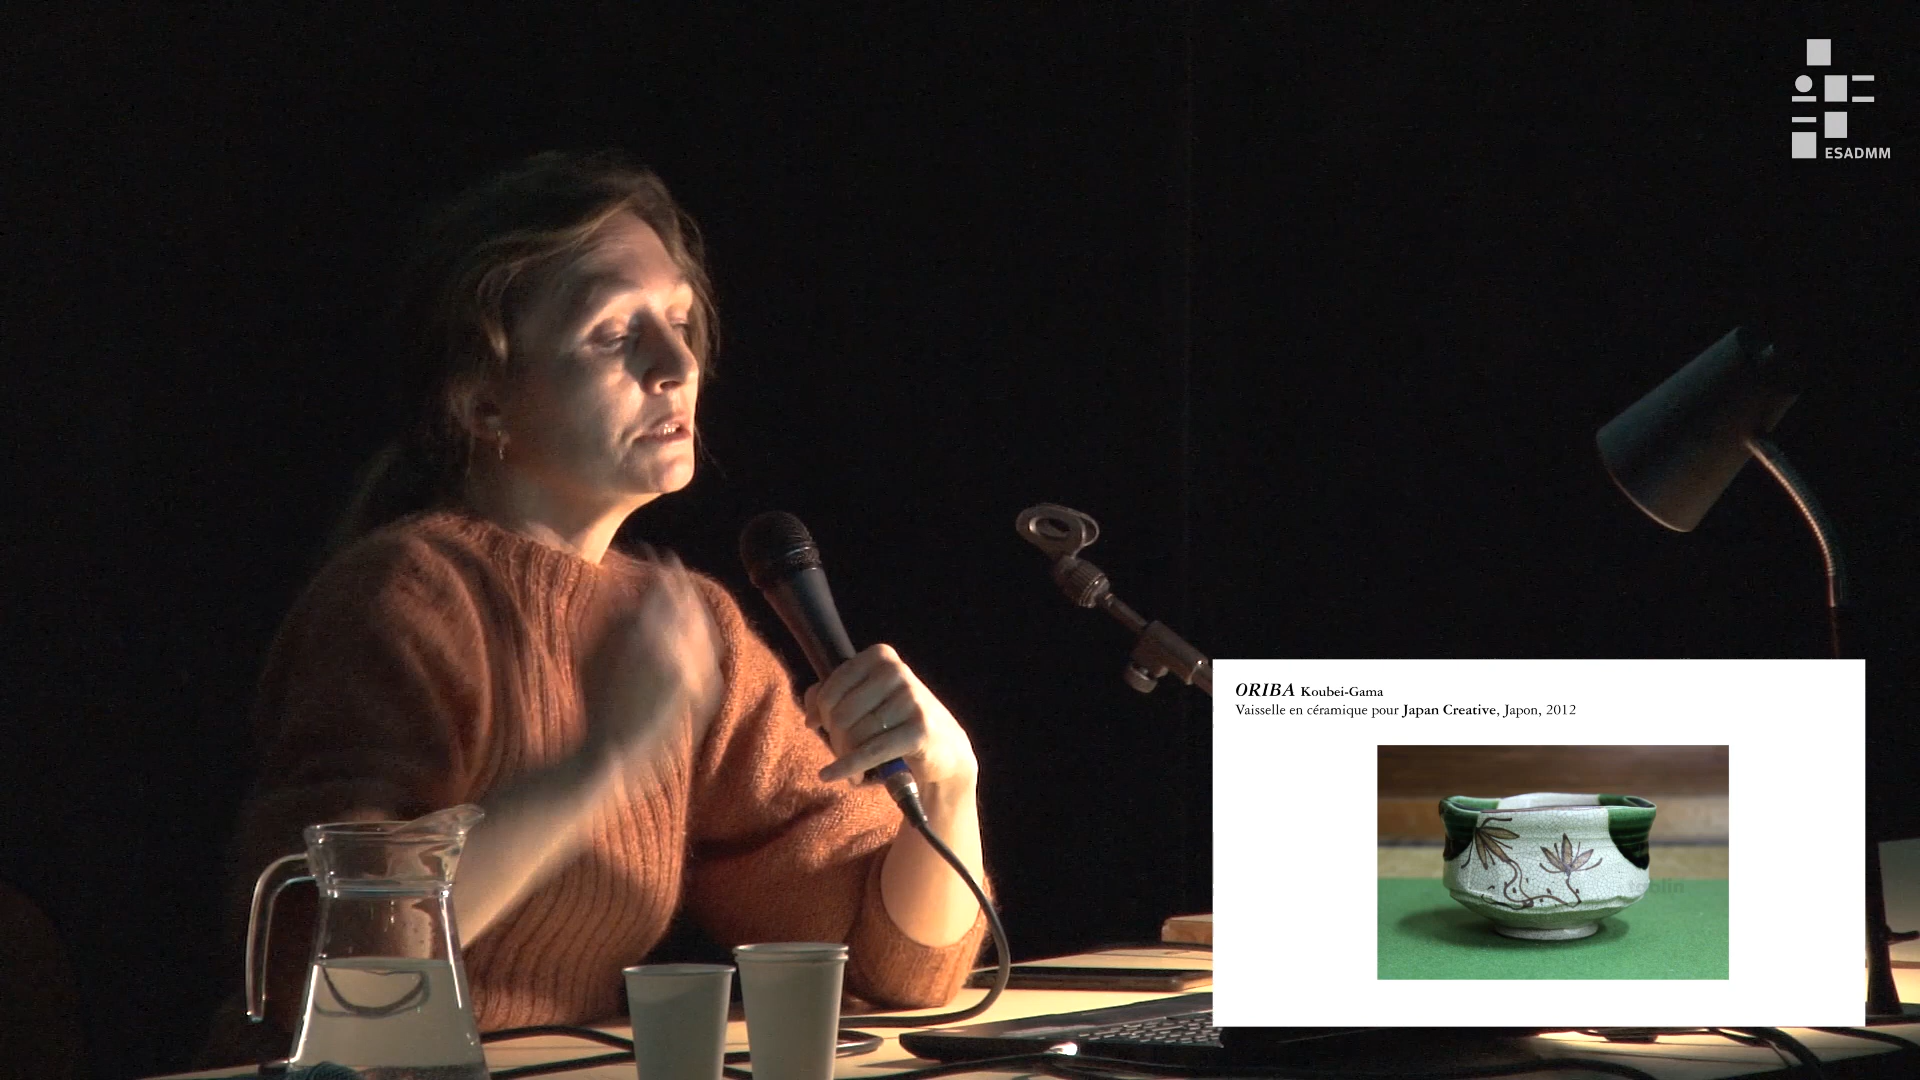 ESADMM
ORIBA Koubei-Gama
Vaisselle en céramique pour Japan Creative, Japon, 2012